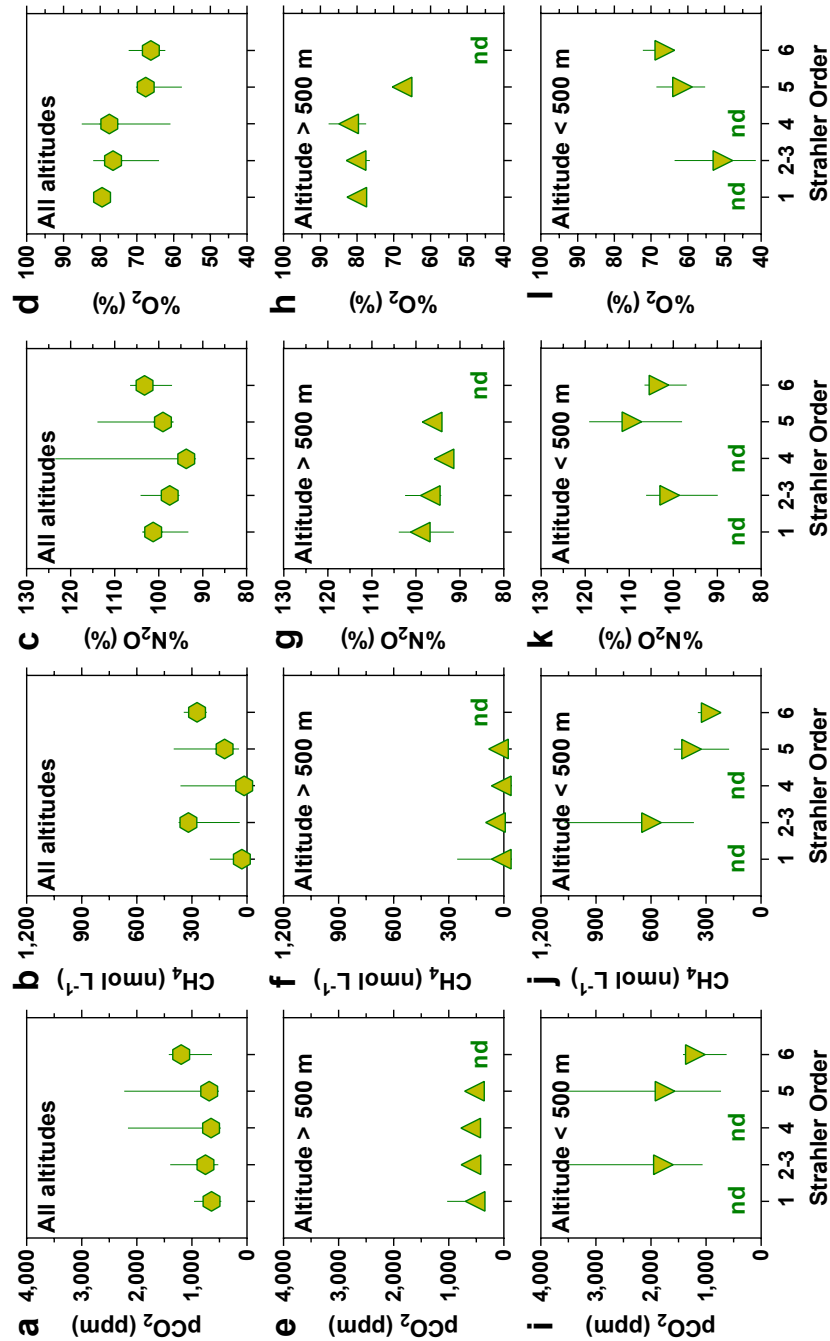 a
All altitudes
pCO₂ (ppm)
4,000
3,000
2,000
1,000
0
b
All altitudes
CH₄ (nmol L⁻¹)
1,200
900
600
300
0
c
All altitudes
%N₂O (%)
130
120
110
100
90
80
d
All altitudes
%O₂ (%)
100
90
80
70
60
50
40
e
Altitude > 500 m
pCO₂ (ppm)
4,000
3,000
2,000
1,000
0
nd
f
Altitude > 500 m
CH₄ (nmol L⁻¹)
1,200
900
600
300
0
nd
g
Altitude > 500 m
%N₂O (%)
130
120
110
100
90
80
nd
h
Altitude > 500 m
%O₂ (%)
100
90
80
70
60
50
40
nd
i
Altitude < 500 m
pCO₂ (ppm)
4,000
3,000
2,000
1,000
0
nd nd
1 2-3 4 5 6
Strahler Order
j
Altitude < 500 m
CH₄ (nmol L⁻¹)
1,200
900
600
300
0
nd nd
1 2-3 4 5 6
Strahler Order
k
Altitude < 500 m
%N₂O (%)
130
120
110
100
90
80
nd nd
1 2-3 4 5 6
Strahler Order
l
Altitude < 500 m
%O₂ (%)
100
90
80
70
60
50
40
nd nd
1 2-3 4 5 6
Strahler Order